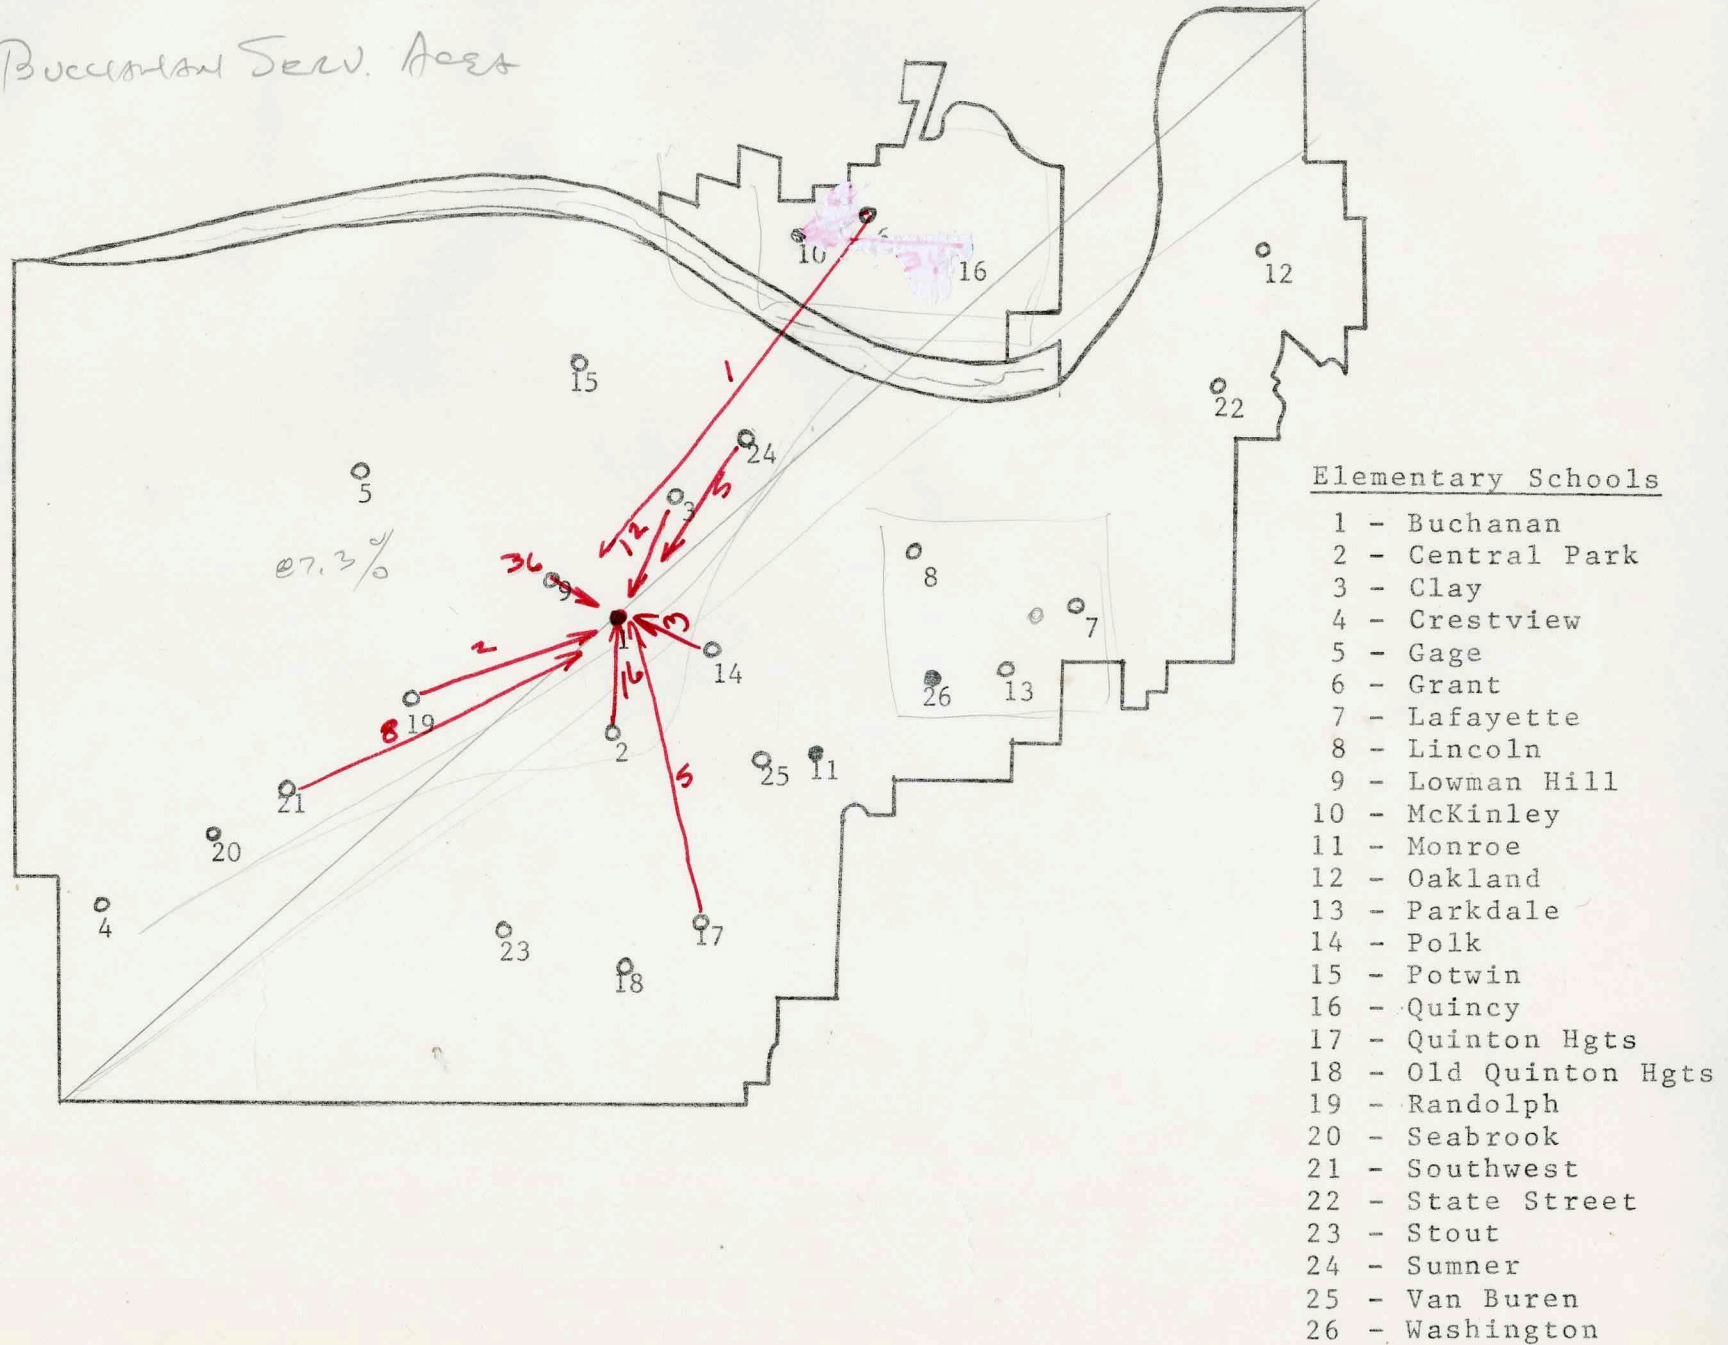 BUCCHANAN SERV. AREA
10
16
12
15
1
22
24
5
5
3
12
36
9
8
7
3
1
14
2
16
26
13
19
8
2
25
11
5
21
20
4
23
17
18
Elementary Schools
1 - Buchanan
2 - Central Park
3 - Clay
4 - Crestview
5 - Gage
6 - Grant
7 - Lafayette
8 - Lincoln
9 - Lowman Hill
10 - McKinley
11 - Monroe
12 - Oakland
13 - Parkdale
14 - Polk
15 - Potwin
16 - Quincy
17 - Quinton Hgts
18 - Old Quinton Hgts
19 - Randolph
20 - Seabrook
21 - Southwest
22 - State Street
23 - Stout
24 - Sumner
25 - Van Buren
26 - Washington